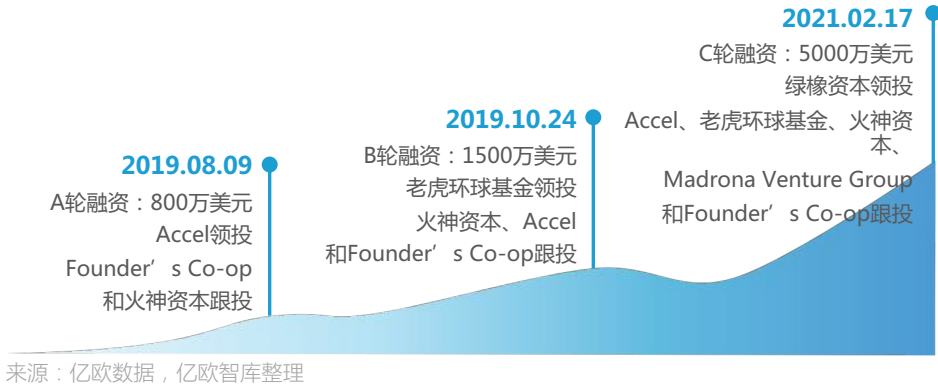 2019.08.09
A轮融资：800万美元
Accel领投
Founder’s Co-op
和火神资本跟投
2019.10.24
B轮融资：1500万美元
老虎环球基金领投
火神资本、Accel
和Founder’s Co-op跟投
2021.02.17
C轮融资：5000万美元
绿橡资本领投
Accel、老虎环球基金、火神资
本、
Madrona Venture Group
和Founder’s Co-op跟投
来源：亿欧数据，亿欧智库整理